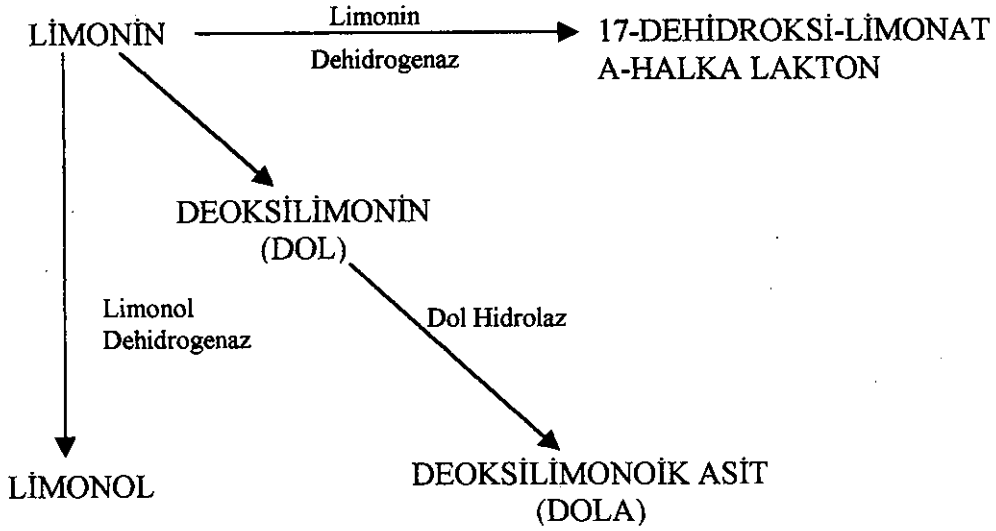 LİMONİN
Limonin
Dehidrogenaz
17-DEHİDROKSİ-LİMONAT
A-HALKA LAKTON
DEOKSİLİMONİN
(DOL)
Limonol
Dehidrogenaz
Dol Hidrolaz
LİMONOL
DEOKSİLİMONOİK ASİT
(DOLA)